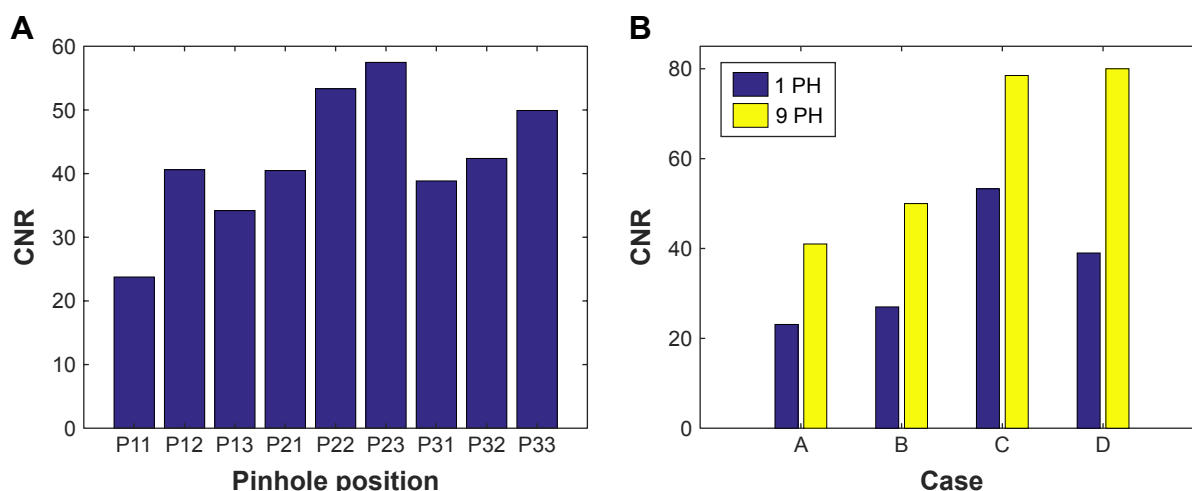 A
CNR
60
50
40
30
20
10
0
P11 P12 P13 P21 P22 P23 P31 P32 P33
Pinhole position
B
CNR
80
60
40
20
0
1 PH
9 PH
A B C D
Case